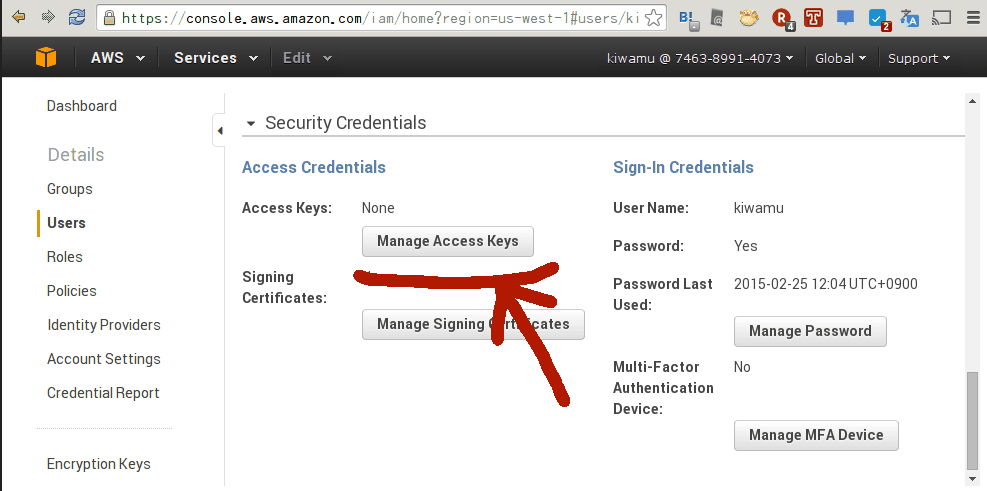 https://console.aws.amazon.com/iam/home?region=us-west-1#users/ki
B!
4
T
2
AWS Services Edit kiwamu @ 7463-8991-4073 Global Support
Dashboard
Details
Groups
Users
Roles
Policies
Identity Providers
Account Settings
Credential Report
Encryption Keys
Security Credentials
Access Credentials
Access Keys: None
Manage Access Keys
Signing
Certificates:
Manage Signing Certificates
Sign-In Credentials
User Name: kiwamu
Password: Yes
Password Last 2015-02-25 12:04 UTC+0900
Used:
Manage Password
Multi-Factor No
Authentication
Device:
Manage MFA Device